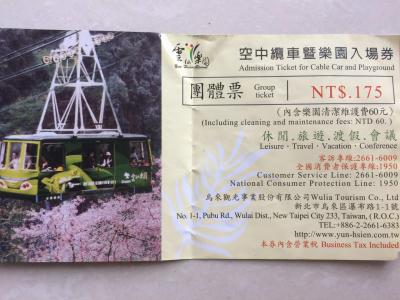 雲仙樂園
空中纜車暨樂園入場券
Admission Ticket for Cable Car and Playground
團體票 Group ticket NT$.175
(內含樂園清潔維護費60元)
(Including cleaning and maintenance fees: NTD 60.)
休閒.旅遊.渡假.會議
Leisure・Travel・Vacation・Conference
客訴專線:2661-6009
全國消費者保護專線:1950
Customer Service Line: 2661-6009
National Consumer Protection Line: 1950
烏來觀光事業股份有限公司Wulia Tourism Co., Ltd
新北市烏來區瀑布路1-1號
No. 1-1, Pubu Rd., Wulai Dist., New Taipei City 233, Taiwan, (R.O.C.)
TEL:+886-2-2661-6383
http://www.yun-hsien.com.tw
本券內含營業稅 Business Tax Included